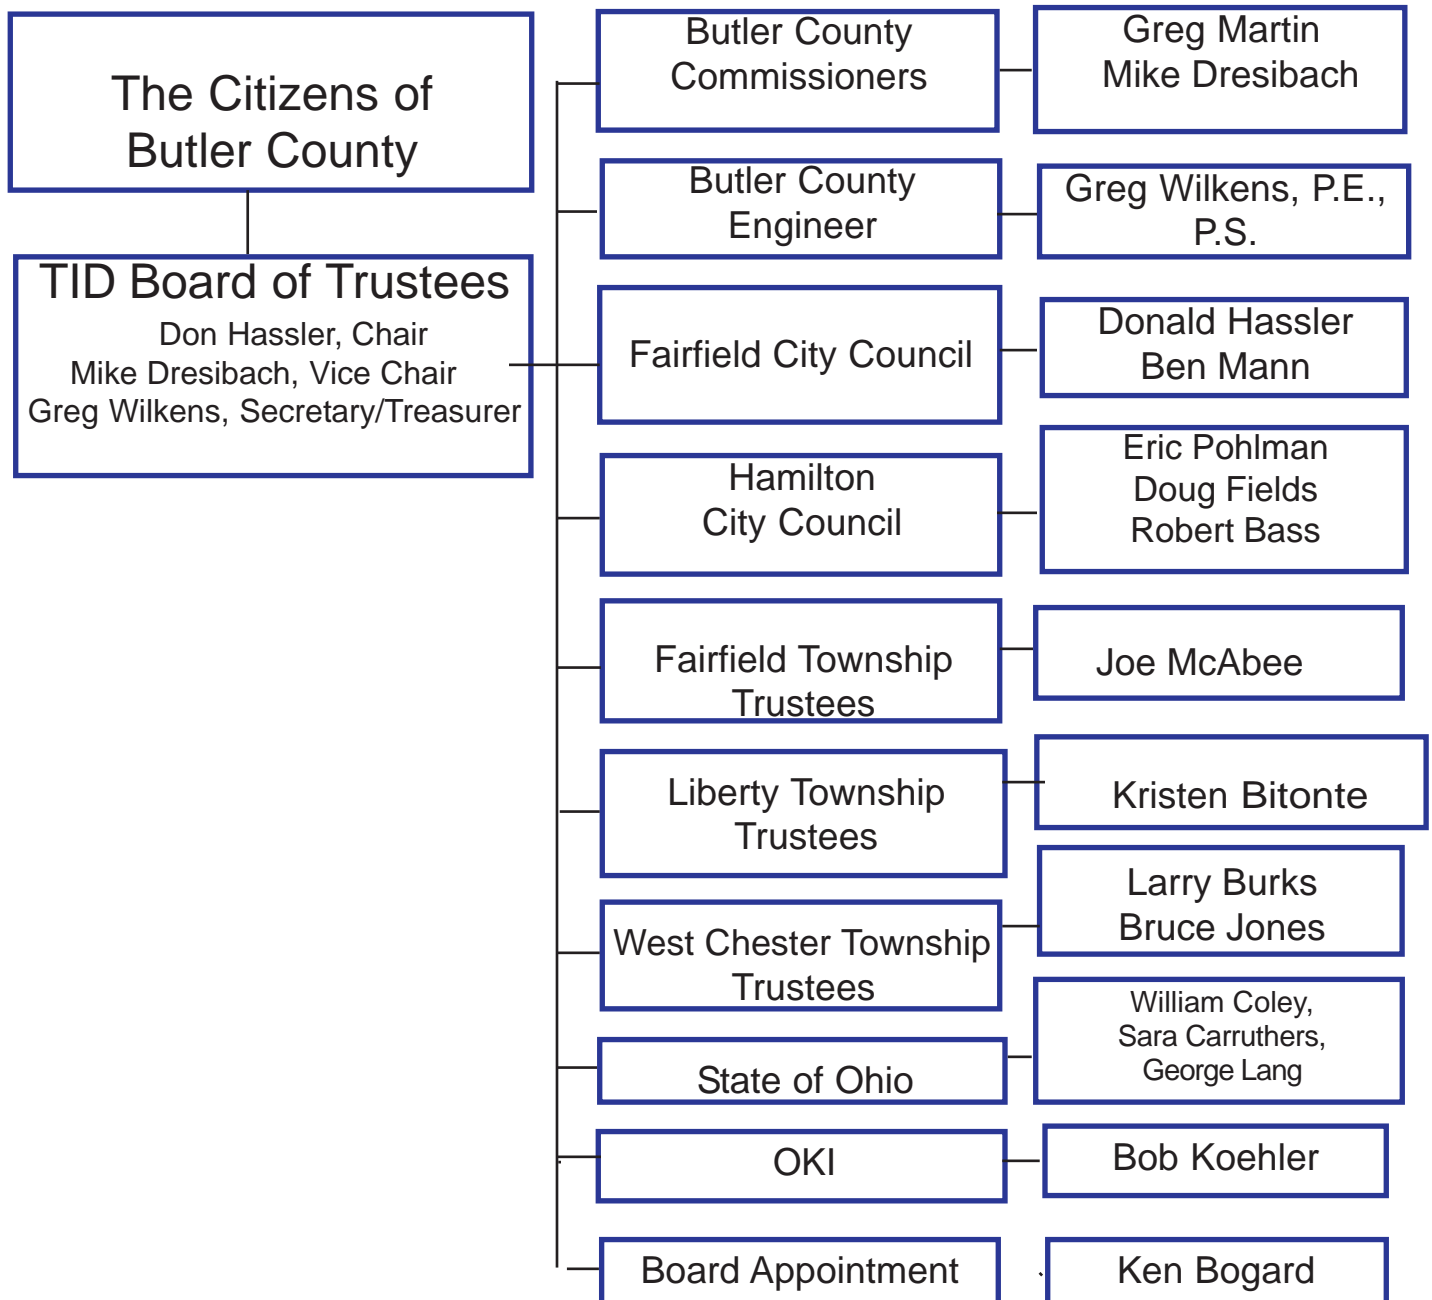 The Citizens of
Butler County
TID Board of Trustees
Don Hassler, Chair
Mike Dresibach, Vice Chair
Greg Wilkens, Secretary/Treasurer
Butler County
Commissioners
Greg Martin
Mike Dresibach
Butler County
Engineer
Greg Wilkens, P.E.,
P.S.
Fairfield City Council
Donald Hassler
Ben Mann
Hamilton
City Council
Eric Pohlman
Doug Fields
Robert Bass
Fairfield Township
Trustees
Joe McAbee
Liberty Township
Trustees
Kristen Bitonte
West Chester Township
Trustees
Larry Burks
Bruce Jones
State of Ohio
William Coley,
Sara Carruthers,
George Lang
OKI
Bob Koehler
Board Appointment
Ken Bogard